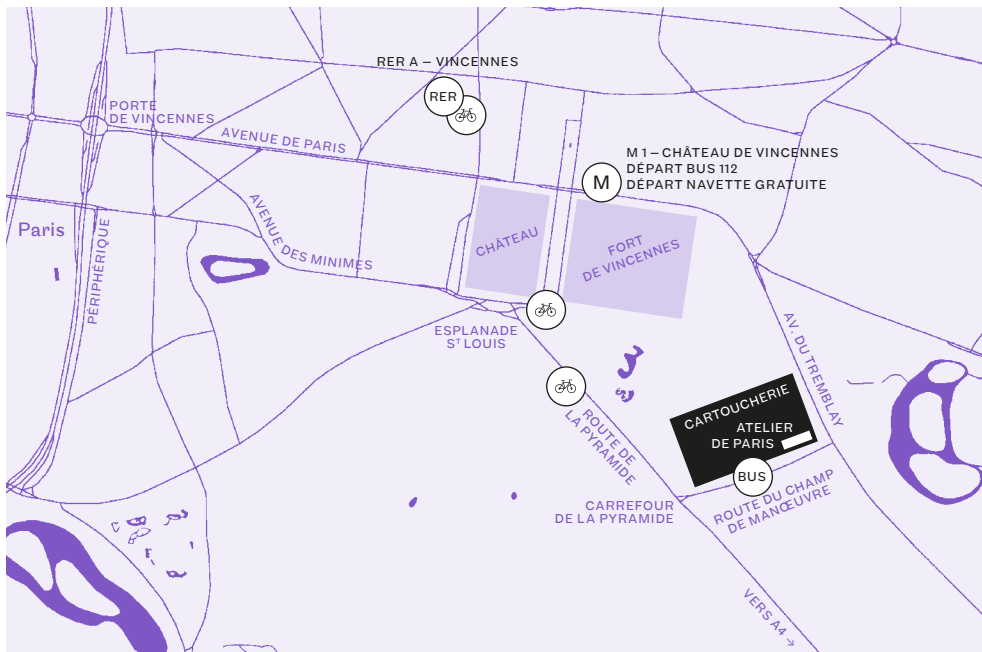 RER A — VINCENNES
RER
PORTE
DE VINCENNES
AVENUE DE PARIS
M 1 — CHÂTEAU DE VINCENNES
DÉPART BUS 112
DÉPART NAVETTE GRATUITE
M
Paris
PÉRIPHÉRIQUE
AVENUE DES MINIMES
CHÂTEAU
FORT
DE VINCENNES
ESPLANADE
Sᵀ LOUIS
AV. DU TREMBLAY
ROUTE DE
LA PYRAMIDE
CARTOUCHERIE
ATELIER
DE PARIS
BUS
CARREFOUR
DE LA PYRAMIDE
ROUTE DU CHAMP
DE MANŒUVRE
VERS A4 →